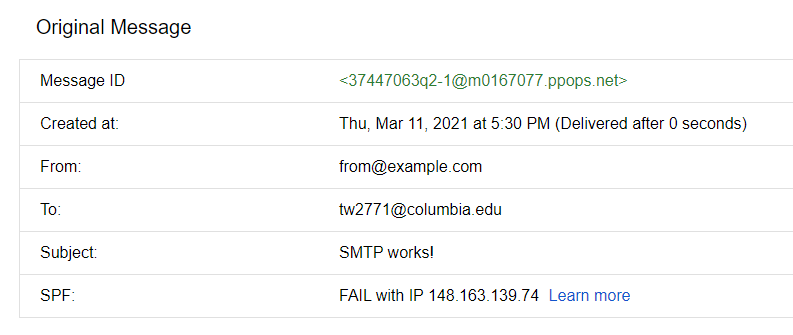 Original Message
Message ID <37447063q2-1@m0167077.ppops.net>
Created at: Thu, Mar 11, 2021 at 5:30 PM (Delivered after 0 seconds)
From: from@example.com
To: tw2771@columbia.edu
Subject: SMTP works!
SPF: FAIL with IP 148.163.139.74 Learn more